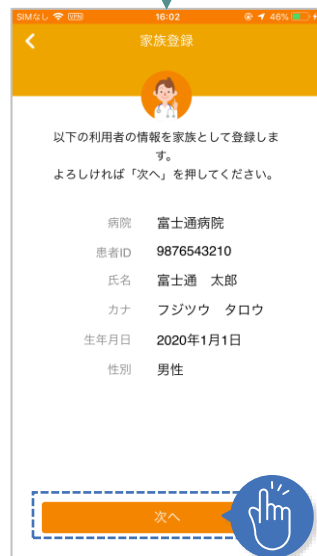 SIMなし VPN 16:02 46%
家族登録
以下の利用者の情報を家族として登録しま
す。
よろしければ「次へ」を押してください。
病院 富士通病院
患者ID 9876543210
氏名 富士通 太郎
カナ フジツウ タロウ
生年月日 2020年1月1日
性別 男性
次へ